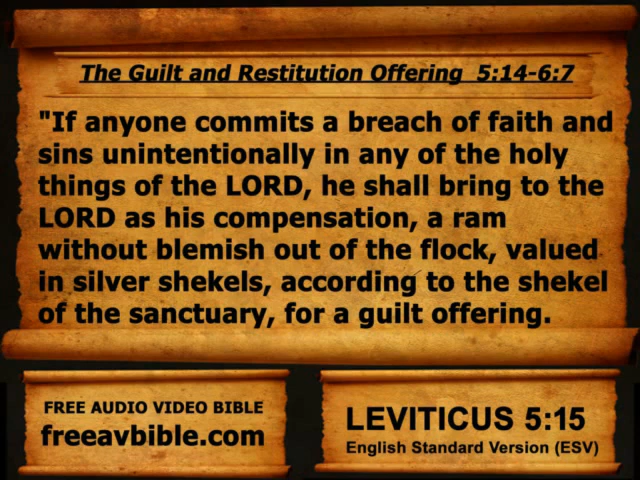 The Guilt and Restitution Offering 5:14-6:7
"If anyone commits a breach of faith and
sins unintentionally in any of the holy
things of the LORD, he shall bring to the
LORD as his compensation, a ram
without blemish out of the flock, valued
in silver shekels, according to the shekel
of the sanctuary, for a guilt offering.
FREE AUDIO VIDEO BIBLE
freeavbible.com
LEVITICUS 5:15
English Standard Version (ESV)